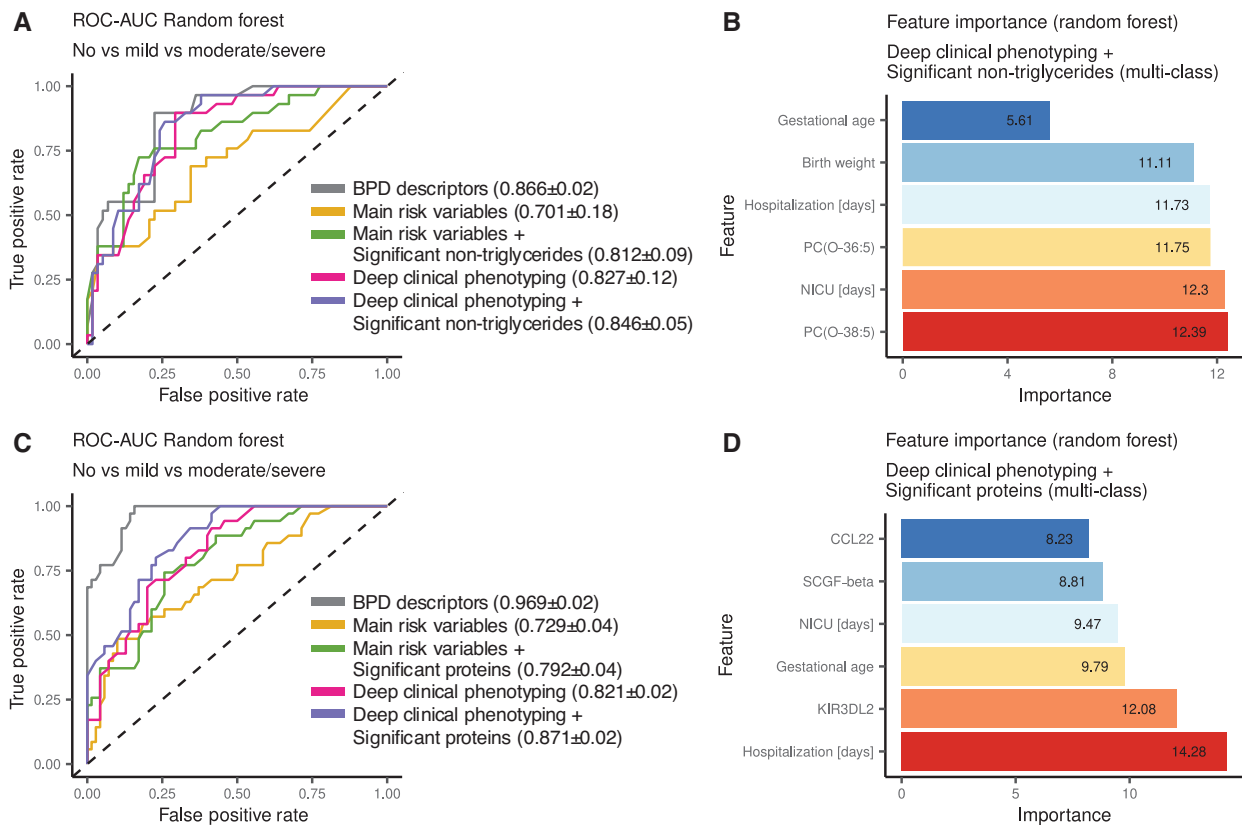 A
ROC-AUC Random forest
No vs mild vs moderate/severe
True positive rate
1.00
0.75
0.50
0.25
0.00
0.00
0.25
0.50
0.75
1.00
False positive rate
BPD descriptors (0.866±0.02)
Main risk variables (0.701±0.18)
Main risk variables +
Significant non-triglycerides (0.812±0.09)
Deep clinical phenotyping (0.827±0.12)
Deep clinical phenotyping +
Significant non-triglycerides (0.846±0.05)
B
Feature importance (random forest)
Deep clinical phenotyping +
Significant non-triglycerides (multi-class)
Feature
Gestational age
5.61
Birth weight
11.11
Hospitalization [days]
11.73
PC(O-36:5)
11.75
NICU [days]
12.3
PC(O-38:5)
12.39
0
4
8
12
Importance
C
ROC-AUC Random forest
No vs mild vs moderate/severe
True positive rate
1.00
0.75
0.50
0.25
0.00
0.00
0.25
0.50
0.75
1.00
False positive rate
BPD descriptors (0.969±0.02)
Main risk variables (0.729±0.04)
Main risk variables +
Significant proteins (0.792±0.04)
Deep clinical phenotyping (0.821±0.02)
Deep clinical phenotyping +
Significant proteins (0.871±0.02)
D
Feature importance (random forest)
Deep clinical phenotyping +
Significant proteins (multi-class)
Feature
CCL22
8.23
SCGF-beta
8.81
NICU [days]
9.47
Gestational age
9.79
KIR3DL2
12.08
Hospitalization [days]
14.28
0
5
10
Importance